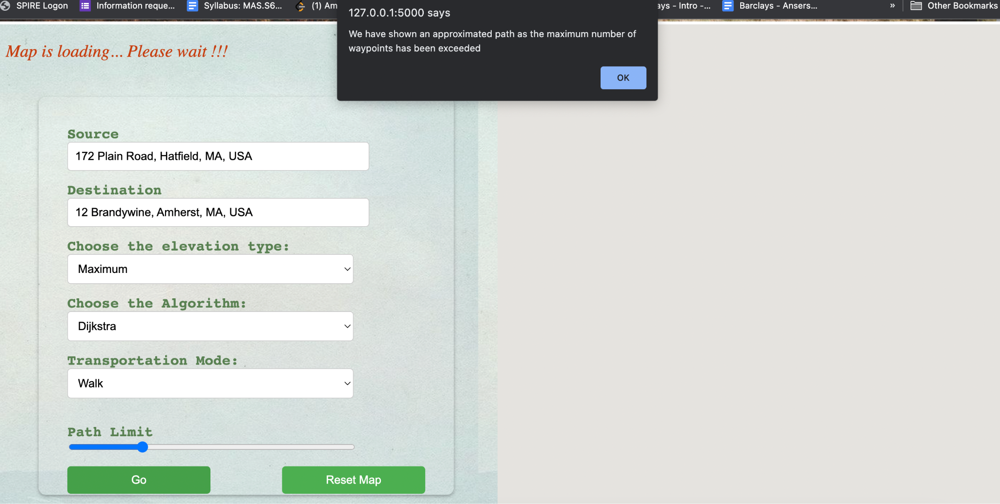 SPIRE Logon
Information reque...
Syllabus: MAS.S6...
(1) Am
ays - Intro -...
Barclays - Ansers...
»
Other Bookmarks
127.0.0.1:5000 says
We have shown an approximated path as the maximum number of
waypoints has been exceeded
OK
Map is loading... Please wait !!!
Source
172 Plain Road, Hatfield, MA, USA
Destination
12 Brandywine, Amherst, MA, USA
Choose the elevation type:
Maximum
Choose the Algorithm:
Dijkstra
Transportation Mode:
Walk
Path Limit
Go
Reset Map